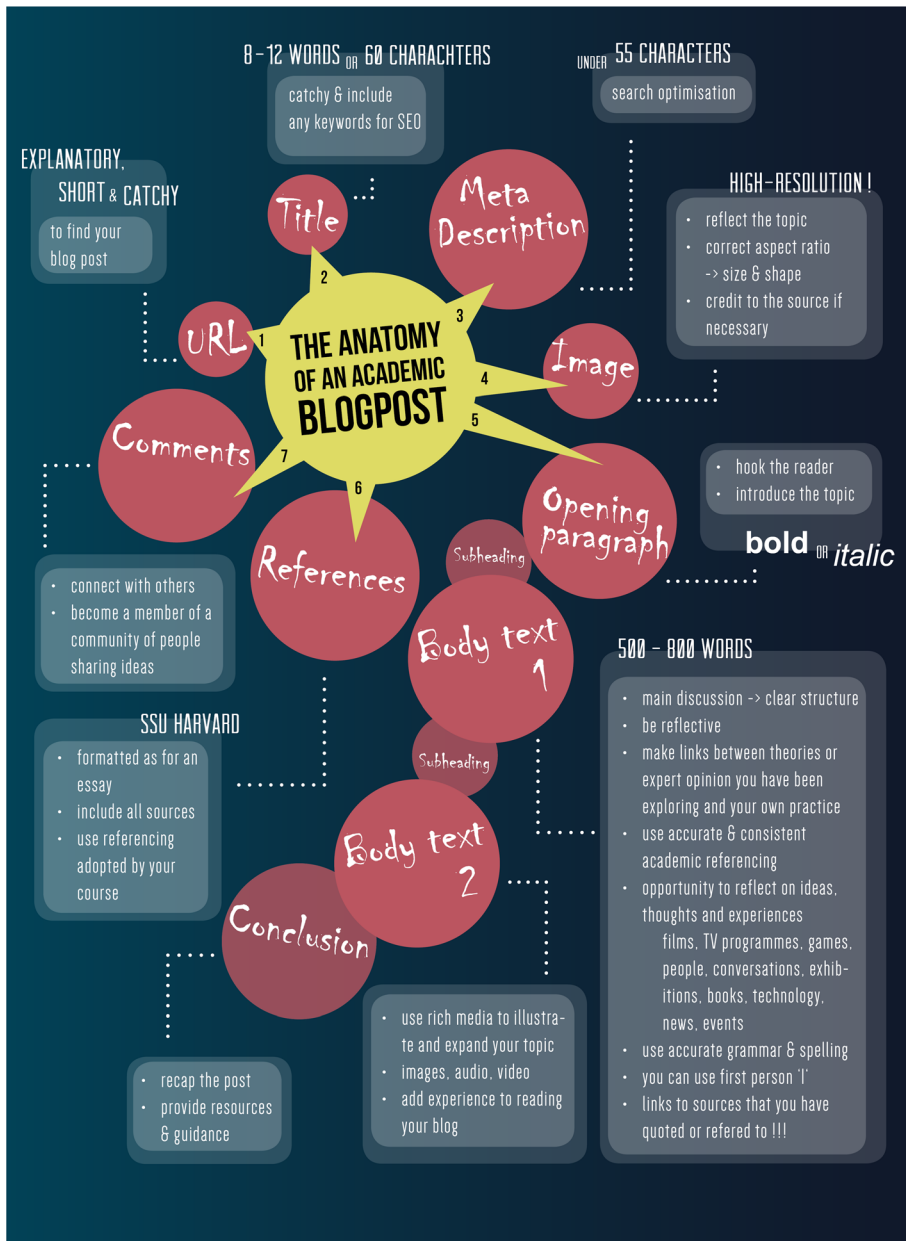 8-12 WORDS OR 60 CHARACHTERS
catchy & include
any keywords for SEO
UNDER 55 CHARACTERS
search optimisation
EXPLANATORY,
SHORT & CATCHY
to find your
blog post
Title
Meta
Description
HIGH-RESOLUTION !
• reflect the topic
• correct aspect ratio
-> size & shape
• credit to the source if
necessary
URL
1
2
3
4
5
6
7
THE ANATOMY
OF AN ACADEMIC
BLOGPOST
Image
Comments
• connect with others
• become a member of a
community of people
sharing ideas
References
SSU HARVARD
• formatted as for an
essay
• include all sources
• use referencing
adopted by your
course
Opening
paragraph
• hook the reader
• introduce the topic
bold OR italic
Subheading
Body text
1
500 - 800 WORDS
• main discussion -> clear structure
• be reflective
• make links between theories or
expert opinion you have been
exploring and your own practice
• use accurate & consistent
academic referencing
• opportunity to reflect on ideas,
thoughts and experiences
films, TV programmes, games,
people, conversations, exhib-
itions, books, technology,
news, events
• use accurate grammar & spelling
• you can use first person 'I'
• links to sources that you have
quoted or refered to !!!
Subheading
Body text
2
• use rich media to illustra-
te and expand your topic
• images, audio, video
• add experience to reading
your blog
Conclusion
• recap the post
• provide resources
& guidance